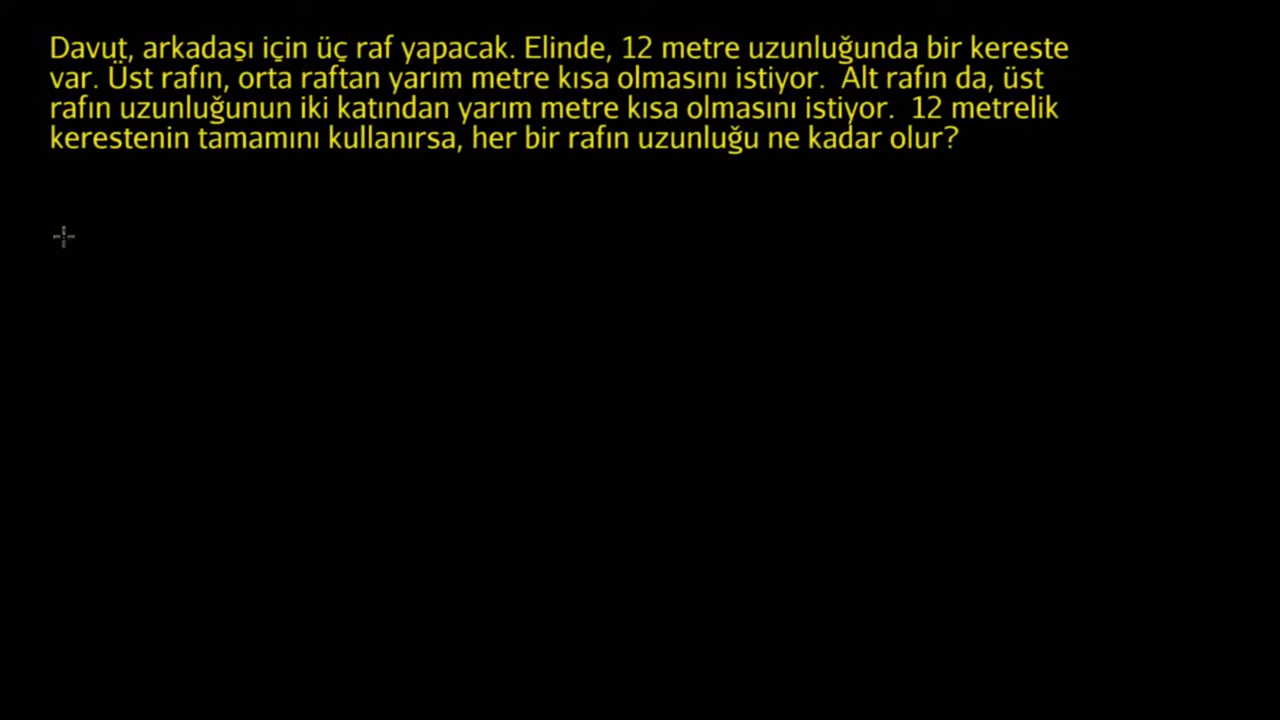 Davut, arkadaşı için üç raf yapacak. Elinde, 12 metre uzunluğunda bir kereste
var. Üst rafın, orta raftan yarım metre kısa olmasını istiyor.  Alt rafın da, üst
rafın uzunluğunun iki katından yarım metre kısa olmasını istiyor.  12 metrelik
kerestenin tamamını kullanırsa, her bir rafın uzunluğu ne kadar olur?